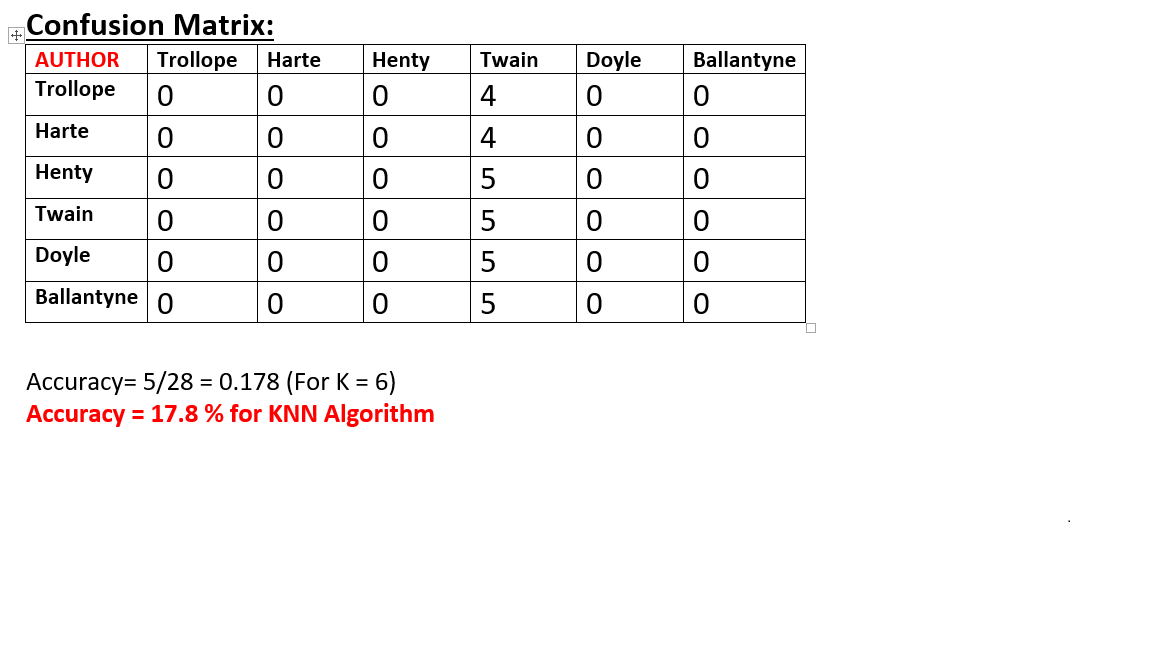 Confusion Matrix:
AUTHOR Trollope Harte Henty Twain Doyle Ballantyne
Trollope 0 0 0 4 0 0
Harte 0 0 0 4 0 0
Henty 0 0 0 5 0 0
Twain 0 0 0 5 0 0
Doyle 0 0 0 5 0 0
Ballantyne 0 0 0 5 0 0
Accuracy= 5/28 = 0.178 (For K = 6)
Accuracy = 17.8 % for KNN Algorithm